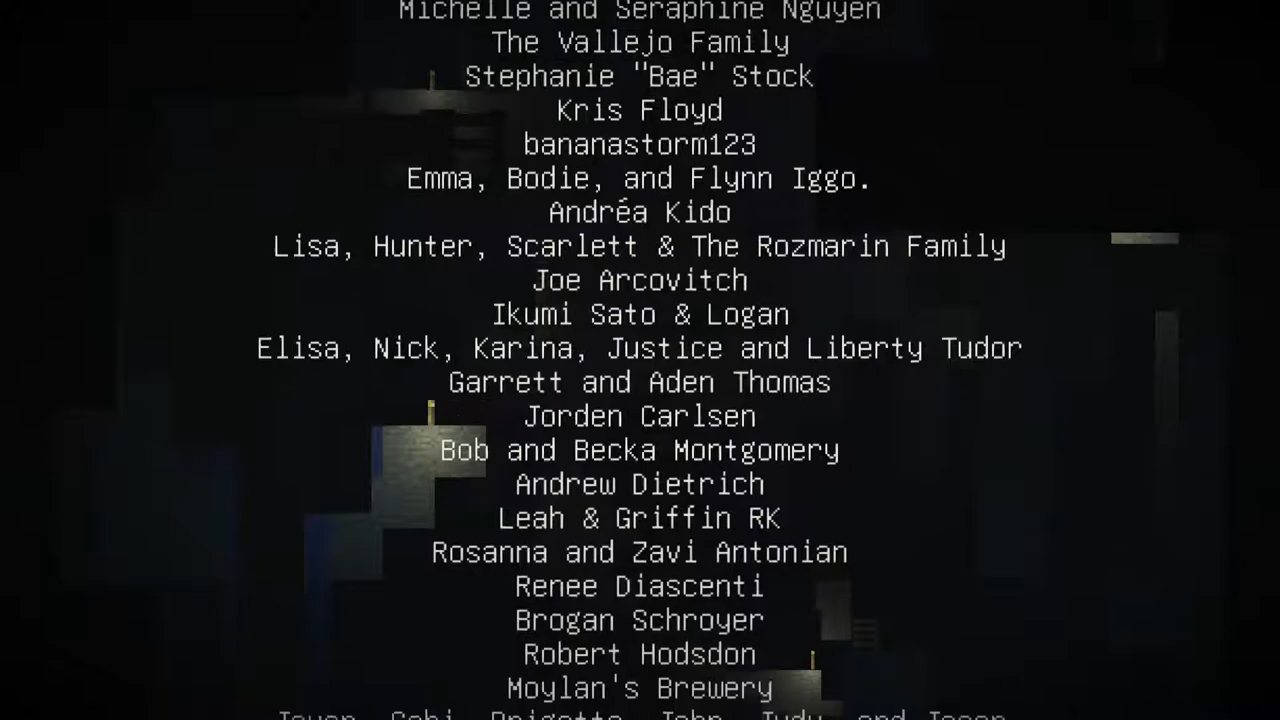 Michelle and Seraphine Nguyen
The Vallejo Family
Stephanie "Bae" Stock
Kris Floyd
bananastorm123
Emma, Bodie, and Flynn Iggo.
Andréa Kido
Lisa, Hunter, Scarlett & The Rozmarin Family
Joe Arcovitch
Ikumi Sato & Logan
Elisa, Nick, Karina, Justice and Liberty Tudor
Garrett and Aden Thomas
Jorden Carlsen
Bob and Becka Montgomery
Andrew Dietrich
Leah & Griffin RK
Rosanna and Zavi Antonian
Renee Diascenti
Brogan Schroyer
Robert Hodsdon
Moylan's Brewery
John, Judy, and